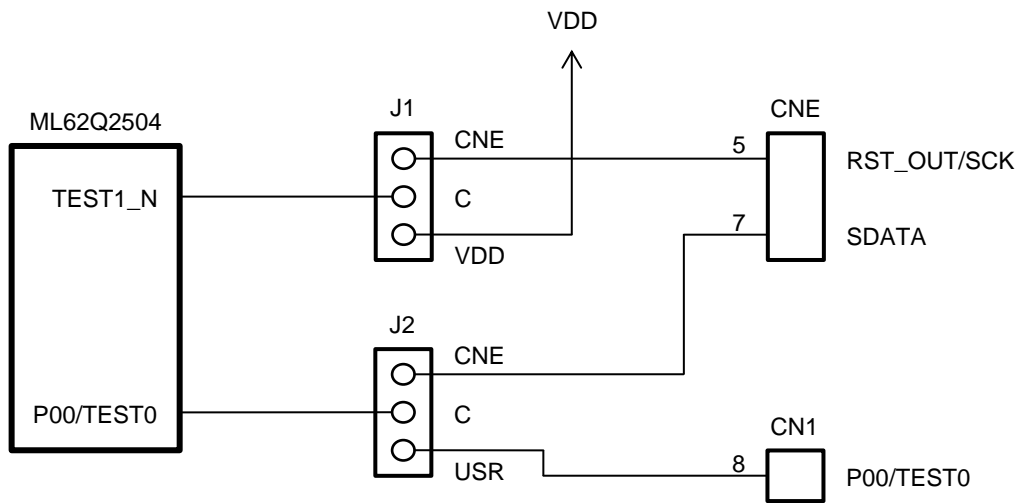 VDD
ML62Q2504
J1
CNE
CNE
5
RST_OUT/SCK
TEST1_N
C
7
SDATA
VDD
J2
CNE
P00/TEST0
C
CN1
USR
8
P00/TEST0